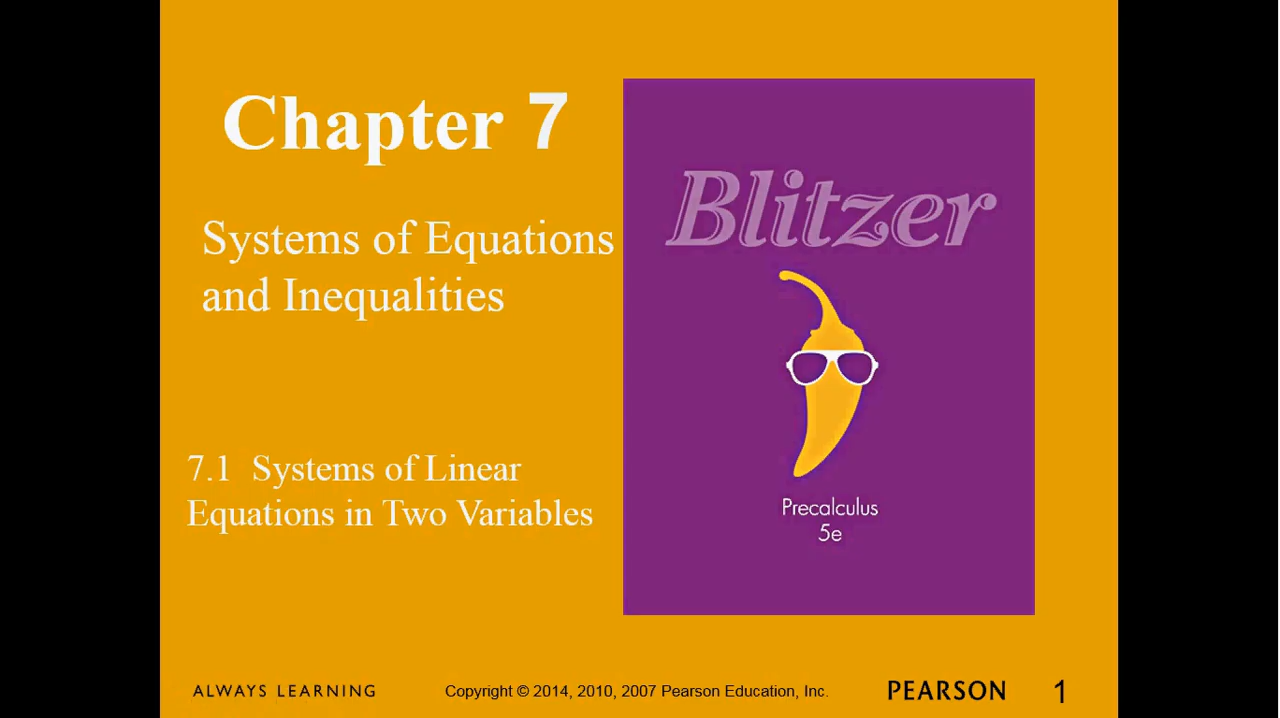 Chapter 7
Systems of Equations
and Inequalities
7.1 Systems of Linear
Equations in Two Variables
Blitzer
Precalculus
5e
ALWAYS LEARNING
Copyright © 2014, 2010, 2007 Pearson Education, Inc.
PEARSON
1